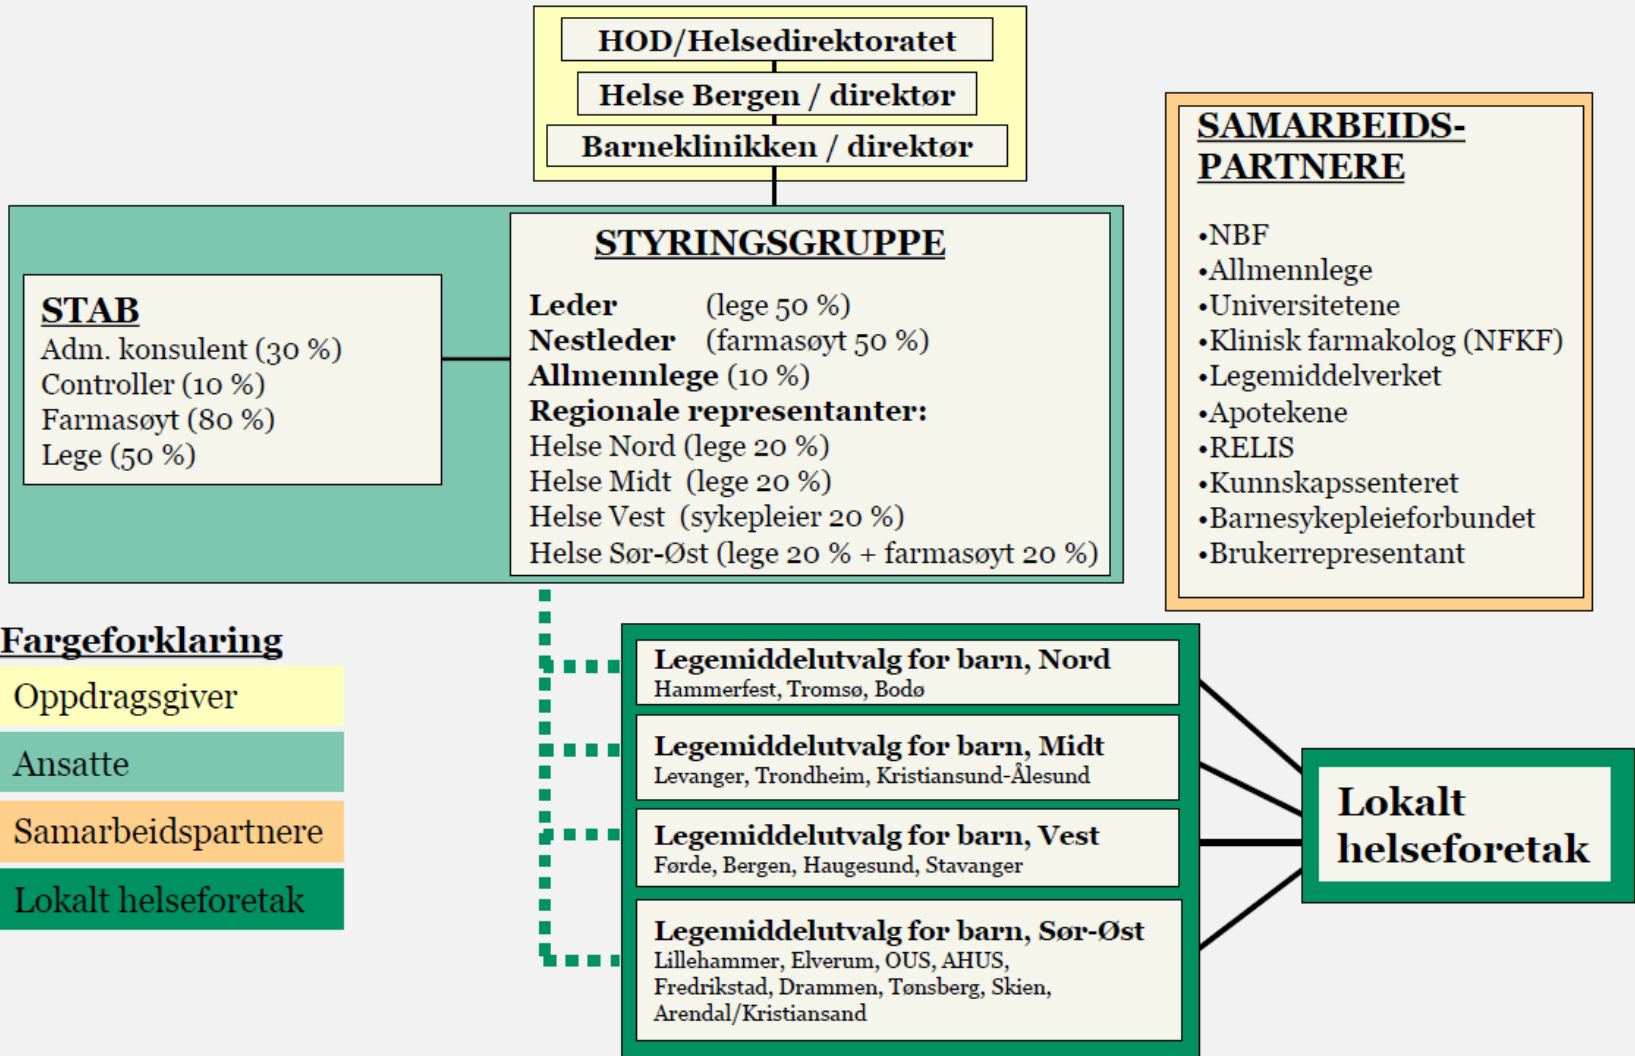 HOD/Helsedirektoratet
Helse Bergen / direktør
Barneklinikken / direktør
SAMARBEIDS-
PARTNERE
•NBF
•Allmennlege
•Universitetene
•Klinisk farmakolog (NFKF)
•Legemiddelverket
•Apotekene
•RELIS
•Kunnskapssenteret
•Barnesykepleieforbundet
•Brukerrepresentant
STAB
Adm. konsulent (30 %)
Controller (10 %)
Farmasøyt (80 %)
Lege (50 %)
STYRINGSGRUPPE
Leder (lege 50 %)
Nestleder (farmasøyt 50 %)
Allmennlege (10 %)
Regionale representanter:
Helse Nord (lege 20 %)
Helse Midt (lege 20 %)
Helse Vest (sykepleier 20 %)
Helse Sør-Øst (lege 20 % + farmasøyt 20 %)
Fargeforklaring
Oppdragsgiver
Ansatte
Samarbeidspartnere
Lokalt helseforetak
Legemiddelutvalg for barn, Nord
Hammerfest, Tromsø, Bodø
Legemiddelutvalg for barn, Midt
Levanger, Trondheim, Kristiansund-Ålesund
Legemiddelutvalg for barn, Vest
Førde, Bergen, Haugesund, Stavanger
Legemiddelutvalg for barn, Sør-Øst
Lillehammer, Elverum, OUS, AHUS,
Fredrikstad, Drammen, Tønsberg, Skien,
Arendal/Kristiansand
Lokalt
helseforetak